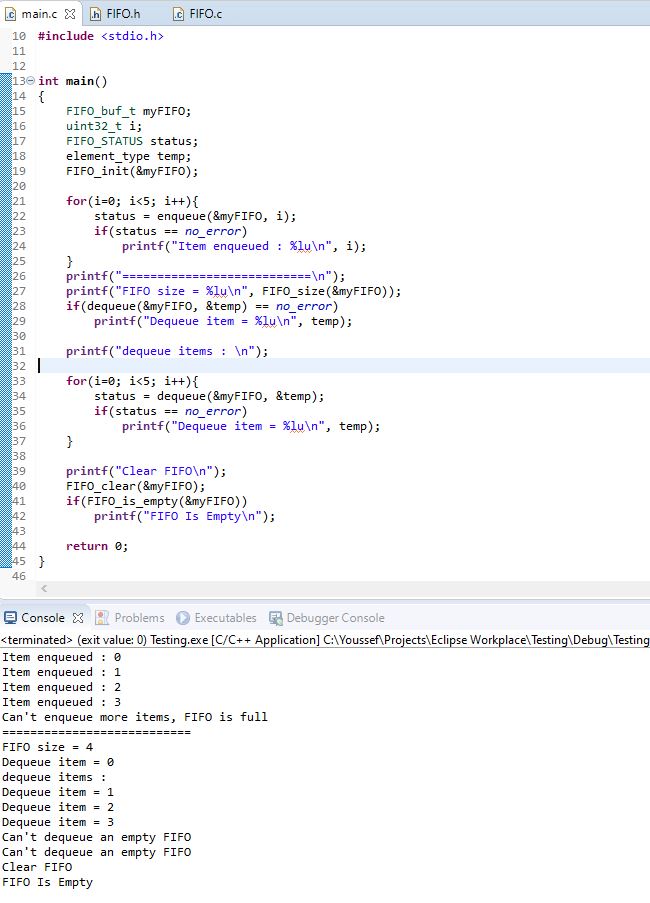 main.c FIFO.h FIFO.c
10 #include <stdio.h>
11
12
13 int main()
14 {
15 FIFO_buf_t myFIFO;
16 uint32_t i;
17 FIFO_STATUS status;
18 element_type temp;
19 FIFO_init(&myFIFO);
20
21 for(i=0; i<5; i++){
22 status = enqueue(&myFIFO, i);
23 if(status == no_error)
24 printf("Item enqueued : %lu\n", i);
25 }
26 printf("===========================\n");
27 printf("FIFO size = %lu\n", FIFO_size(&myFIFO));
28 if(dequeue(&myFIFO, &temp) == no_error)
29 printf("Dequeue item = %lu\n", temp);
30
31 printf("dequeue items : \n");
32
33 for(i=0; i<5; i++){
34 status = dequeue(&myFIFO, &temp);
35 if(status == no_error)
36 printf("Dequeue item = %lu\n", temp);
37 }
38
39 printf("Clear FIFO\n");
40 FIFO_clear(&myFIFO);
41 if(FIFO_is_empty(&myFIFO))
42 printf("FIFO Is Empty\n");
43
44 return 0;
45 }
46
Console Problems Executables Debugger Console
<terminated> (exit value: 0) Testing.exe [C/C++ Application] C:\Youssef\Projects\Eclipse Workplace\Testing\Debug\Testing
Item enqueued : 0
Item enqueued : 1
Item enqueued : 2
Item enqueued : 3
Can't enqueue more items, FIFO is full
===========================
FIFO size = 4
Dequeue item = 0
dequeue items :
Dequeue item = 1
Dequeue item = 2
Dequeue item = 3
Can't dequeue an empty FIFO
Can't dequeue an empty FIFO
Clear FIFO
FIFO Is Empty